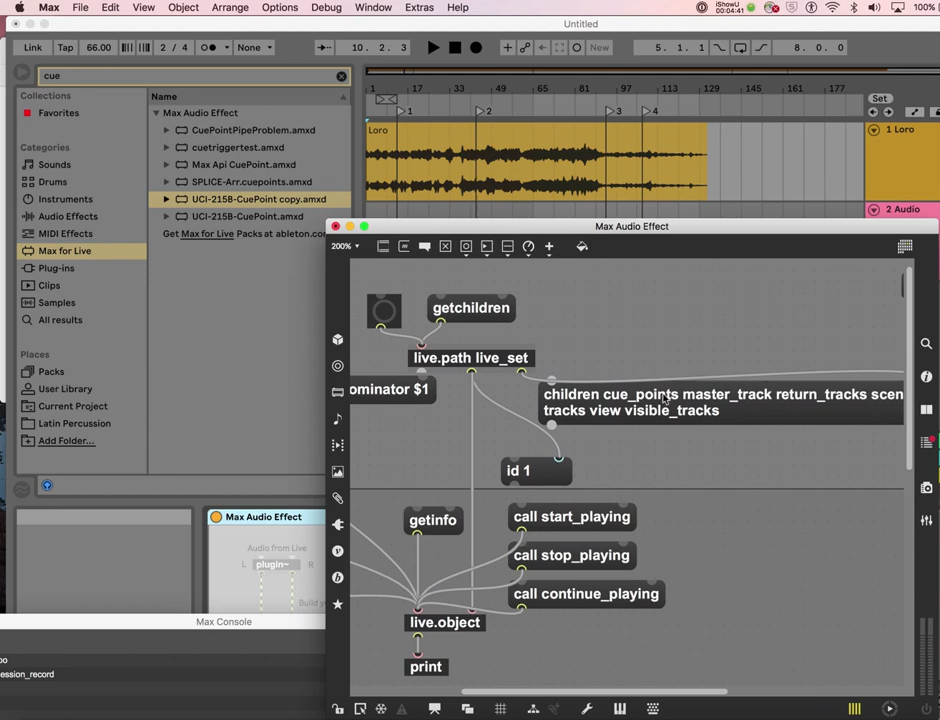 Max File Edit View Object Arrange Options Debug Window Extras Help iShowU 00:04:41 100%
Untitled
Link Tap 66.00 2 / 4 None 10. 2. 3 New 5. 1. 1 8. 0. 0
cue
Collections
Favorites
Categories
Sounds
Drums
Instruments
Audio Effects
MIDI Effects
Max for Live
Plug-ins
Clips
Samples
All results
Places
Packs
User Library
Current Project
Latin Percussion
Add Folder...
Name
Max Audio Effect
CuePointPipeProblem.amxd
cuetriggertest.amxd
Max Api CuePoint.amxd
SPLICE-Arr.cuepoints.amxd
UCI-215B-CuePoint copy.amxd
UCI-215B-CuePoint.amxd
Get Max for Live Packs at ableton.co
1 17 33 49 65 81 97 113 129 145 161 177
1 2 3 4
Set
Loro
1 Loro
2 Audio
Max Audio Effect
200%
getchildren
live.path live_set
ominator $1
children cue_points master_track return_tracks scen
tracks view visible_tracks
id 1
getinfo
call start_playing
call stop_playing
call continue_playing
live.object
print
Max Audio Effect
Audio from Live
L plugin~ R
Build y
Max Console
oo
ession_record